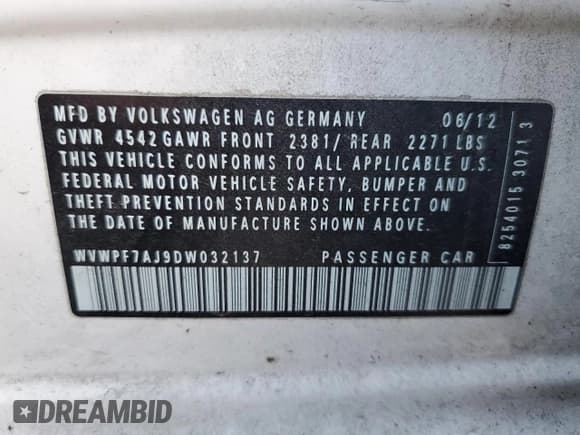 MFD BY VOLKSWAGEN AG GERMANY 06/12
GVWR 4542 GAWR FRONT 2381/ REAR 2271 LBS
THIS VEHICLE CONFORMS TO ALL APPLICABLE U.S.
FEDERAL MOTOR VEHICLE SAFETY, BUMPER AND
THEFT PREVENTION STANDARDS IN EFFECT ON
THE DATE OF MANUFACTURE SHOWN ABOVE.
WVWPF7AJ9DW032137 PASSENGER CAR
8254015 3071 3
DREAMBID